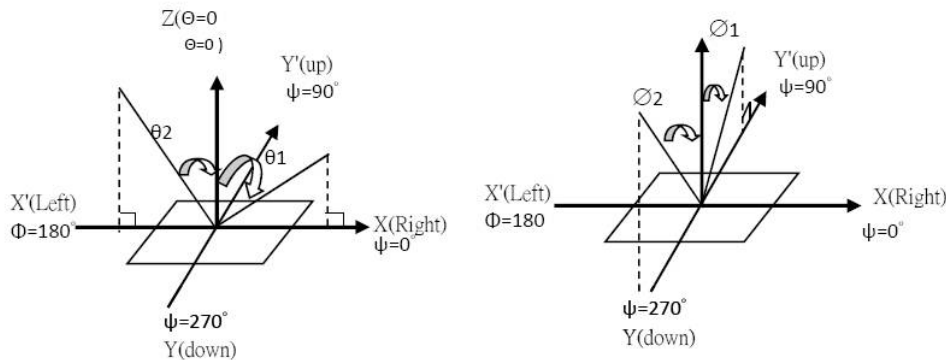 Z(Θ=0
Θ=0 )
Y'(up)
ψ=90°
θ2
θ1
X'(Left)
Φ=180°
X(Right)
ψ=0°
ψ=270°
Y(down)
∅1
Y'(up)
ψ=90°
∅2
X'(Left)
Φ=180
X(Right)
ψ=0°
ψ=270°
Y(down)